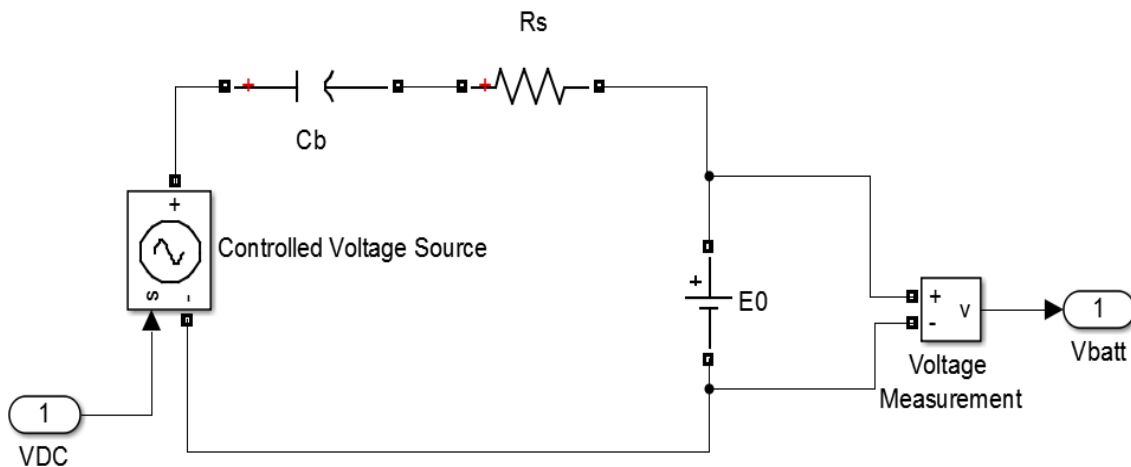 Rs
+
+
Cb
+
Controlled Voltage Source
s
-
+
E0
+
-
v
1
Vbatt
Voltage
Measurement
1
VDC